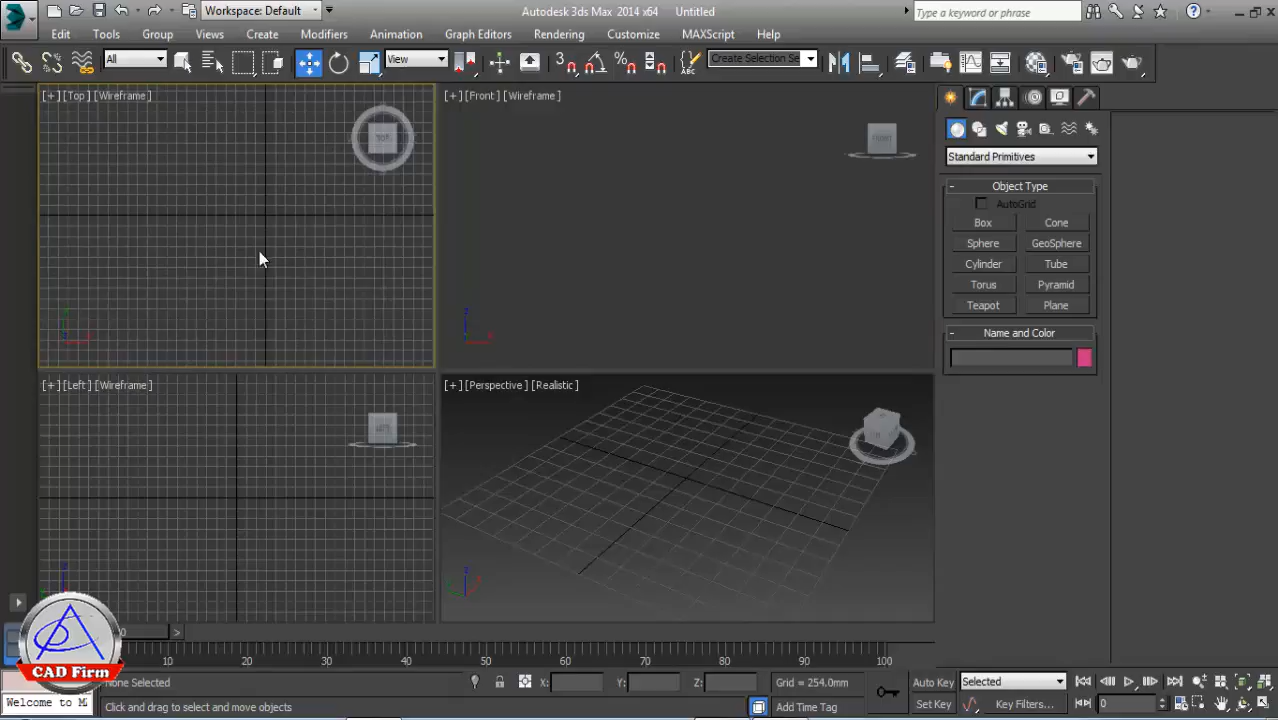 Workspace: Default
Autodesk 3ds Max 2014 x64 Untitled
Type a keyword or phrase
Edit Tools Group Views Create Modifiers Animation Graph Editors Rendering Customize MAXScript Help
All View 3 Create Selection Se
[+] [Top] [Wireframe]
TOP
[+] [Front] [Wireframe]
FRONT
Standard Primitives
- Object Type
AutoGrid
Box Cone
Sphere GeoSphere
Cylinder Tube
Torus Pyramid
Teapot Plane
- Name and Color
[+] [Left] [Wireframe]
LEFT
[+] [Perspective] [Realistic]
10 20 30 40 50 60 70 80 90 100
CAD Firm
None Selected X: Y: Z: Grid = 254.0mm Auto Key Selected
Welcome to M Click and drag to select and move objects Add Time Tag Set Key Key Filters... 0